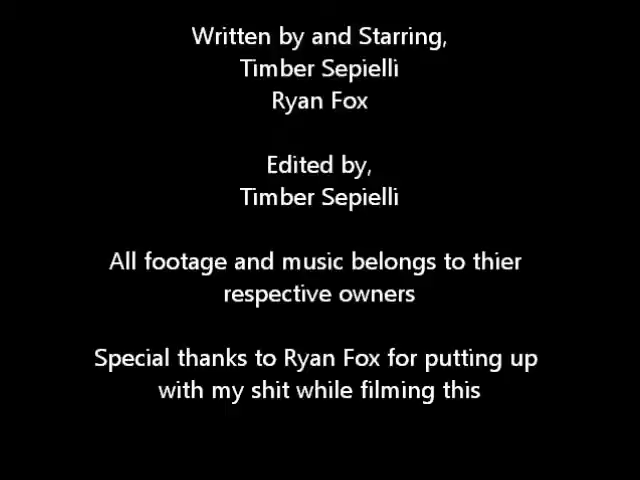 Written by and Starring,
Timber Sepielli
Ryan Fox
Edited by,
Timber Sepielli
All footage and music belongs to thier
respective owners
Special thanks to Ryan Fox for putting up
with my shit while filming this